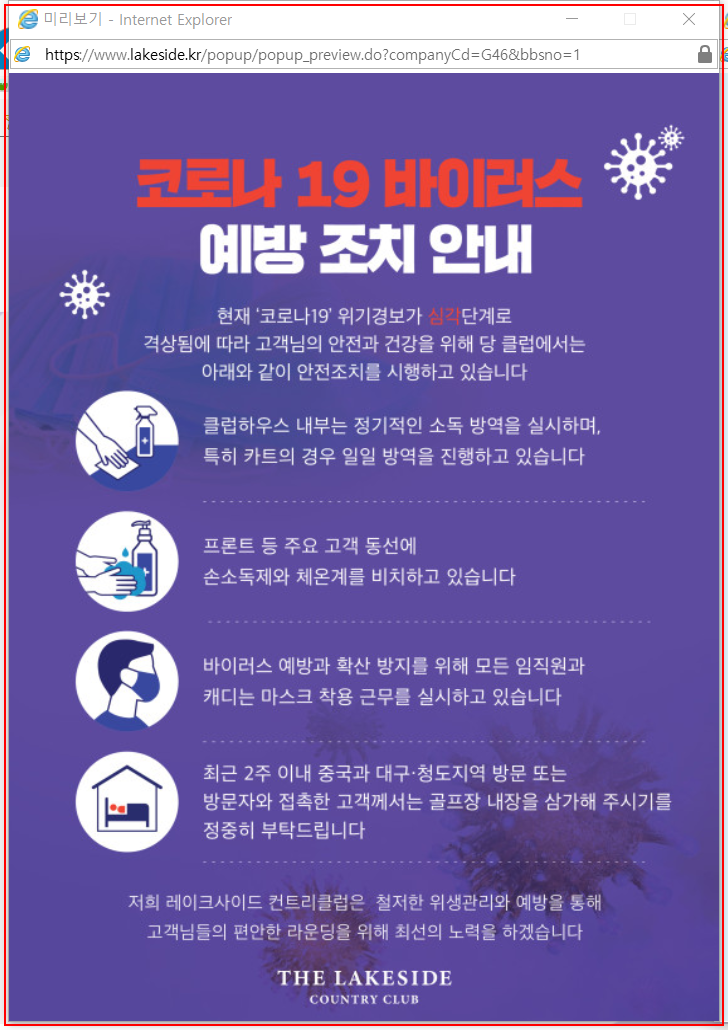 미리보기 - Internet Explorer
https://www.lakeside.kr/popup/popup_preview.do?companyCd=G46&bbsno=1
코로나 19 바이러스
예방 조치 안내
현재 ‘코로나19’ 위기경보가 심각단계로
격상됨에 따라 고객님의 안전과 건강을 위해 당 클럽에서는
아래와 같이 안전조치를 시행하고 있습니다
클럽하우스 내부는 정기적인 소독 방역을 실시하며,
특히 카트의 경우 일일 방역을 진행하고 있습니다
프론트 등 주요 고객 동선에
손소독제와 체온계를 비치하고 있습니다
바이러스 예방과 확산 방지를 위해 모든 임직원과
캐디는 마스크 착용 근무를 실시하고 있습니다
최근 2주 이내 중국과 대구·청도지역 방문 또는
방문자와 접촉한 고객께서는 골프장 내장을 삼가해 주시기를
정중히 부탁드립니다
저희 레이크사이드 컨트리클럽은 철저한 위생관리와 예방을 통해
고객님들의 편안한 라운딩을 위해 최선의 노력을 하겠습니다
THE LAKESIDE
COUNTRY CLUB